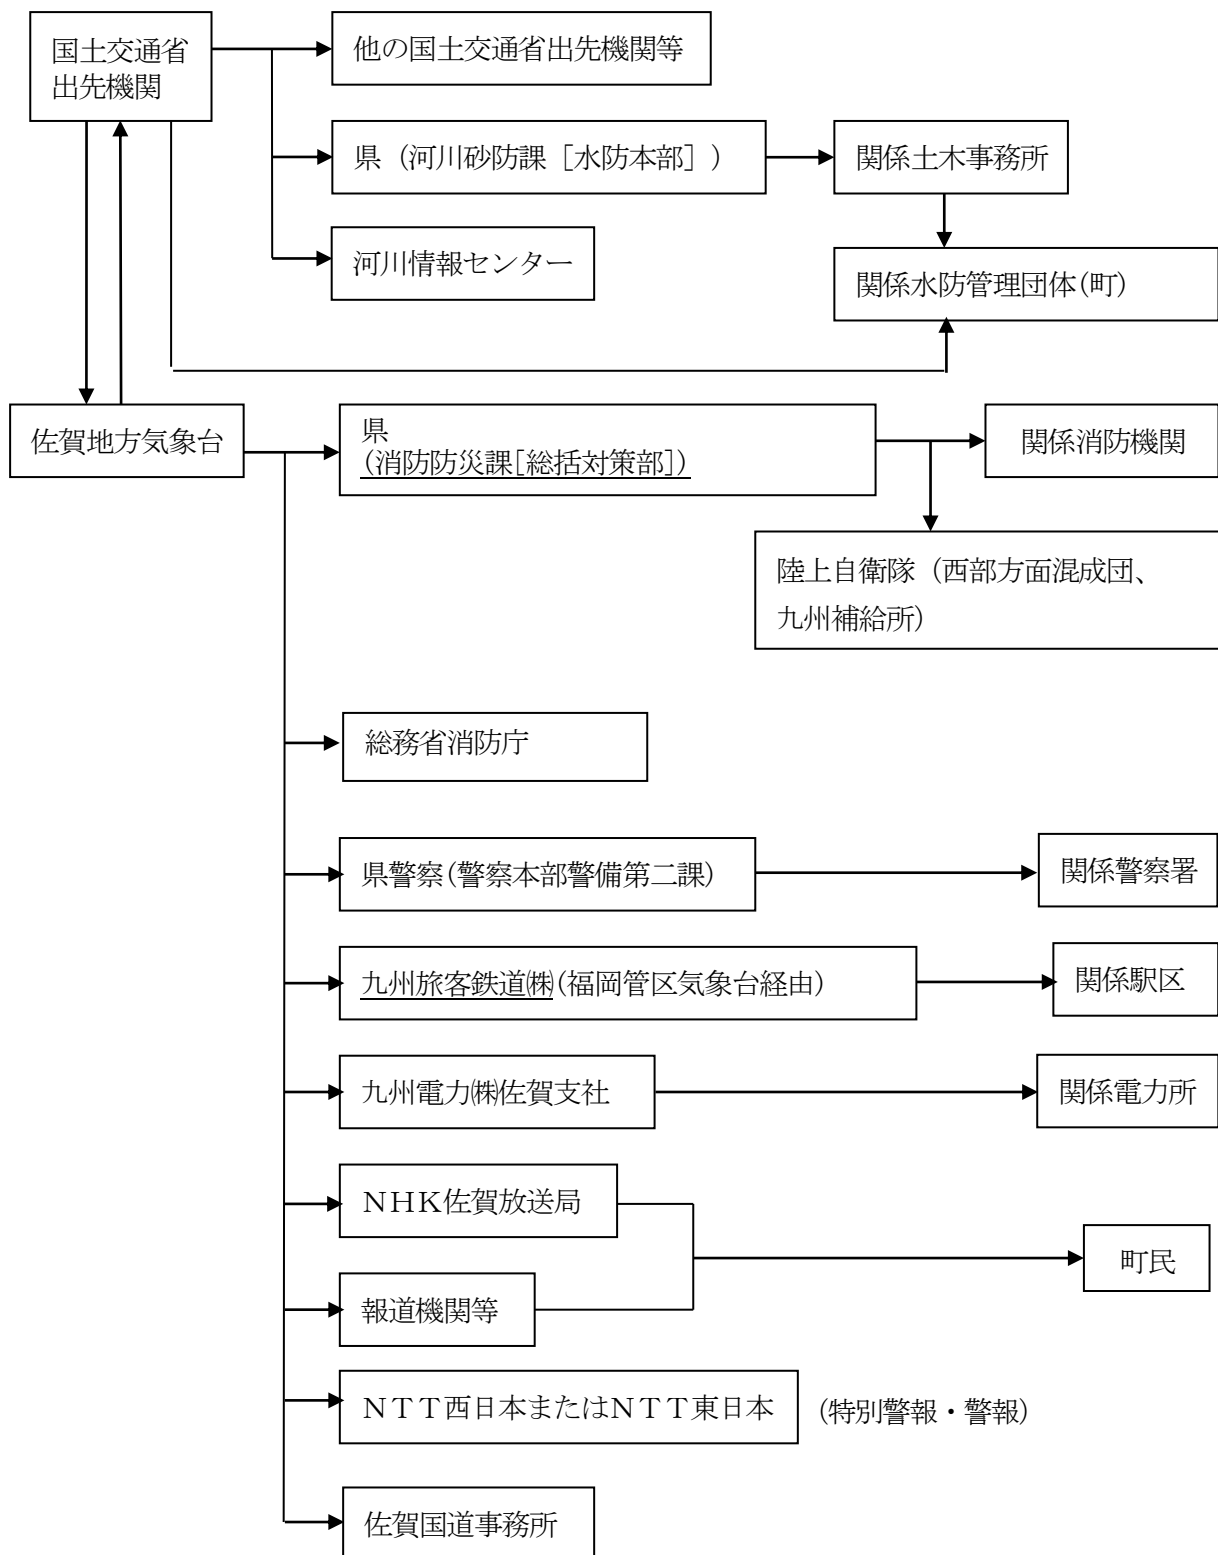 国土交通省
出先機関
他の国土交通省出先機関等
県（河川砂防課［水防本部］）
関係土木事務所
河川情報センター
関係水防管理団体(町)
佐賀地方気象台
県
(消防防災課[総括対策部])
関係消防機関
陸上自衛隊（西部方面混成団、
九州補給所）
総務省消防庁
県警察(警察本部警備第二課)
関係警察署
九州旅客鉄道㈱(福岡管区気象台経由)
関係駅区
九州電力㈱佐賀支社
関係電力所
ＮＨＫ佐賀放送局
町民
報道機関等
ＮＴＴ西日本またはＮＴＴ東日本
(特別警報・警報)
佐賀国道事務所